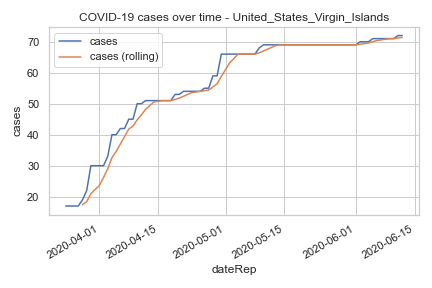 COVID-19 cases over time - United_States_Virgin_Islands
cases
cases (rolling)
70
60
50
40
30
20
cases
2020-04-01
2020-04-15
2020-05-01
2020-05-15
2020-06-01
2020-06-15
dateRep